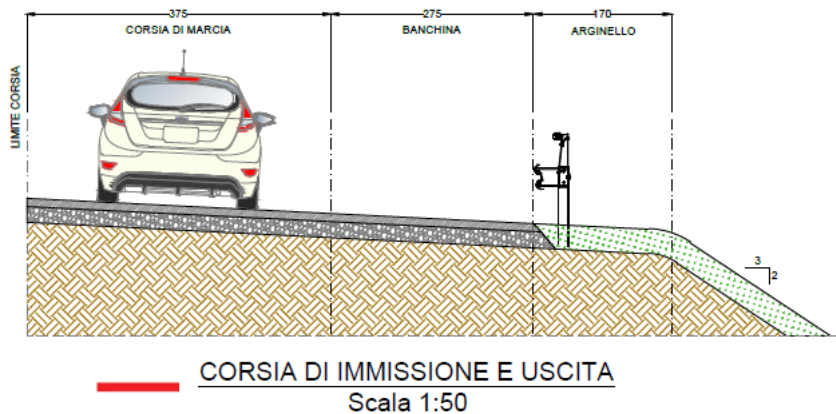 375
275
170
CORSIA DI MARCIA
BANCHINA
ARGINELLO
LIMITE CORSIA
3
2
CORSIA DI IMMISSIONE E USCITA
Scala 1:50